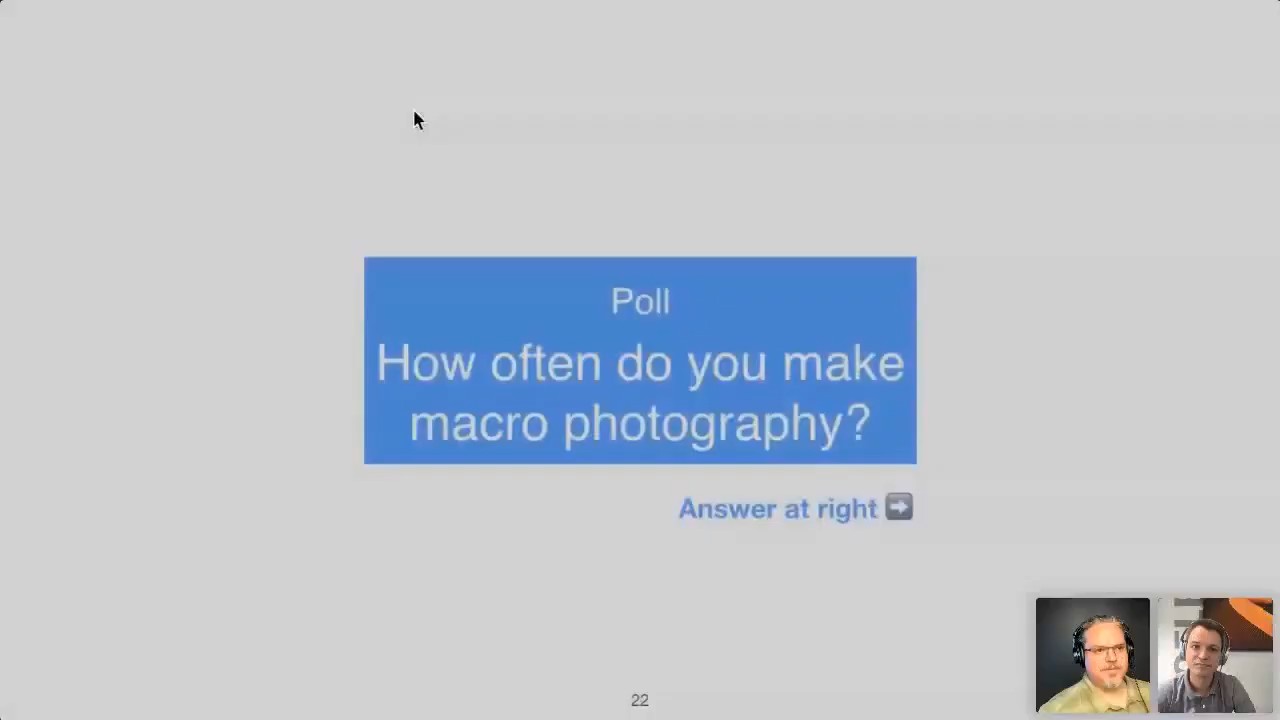 Poll
How often do you make
macro photography?
Answer at right ➡
22